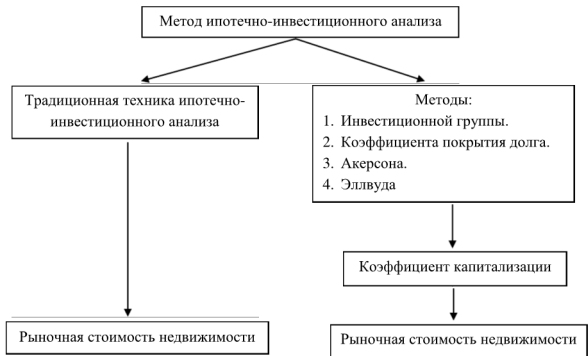 Метод ипотечно-инвестиционного анализа
Традиционная техника ипотечно-
инвестиционного анализа
Методы:
1. Инвестиционной группы.
2. Коэффициента покрытия долга.
3. Акерсона.
4. Эллвуда
Коэффициент капитализации
Рыночная стоимость недвижимости
Рыночная стоимость недвижимости